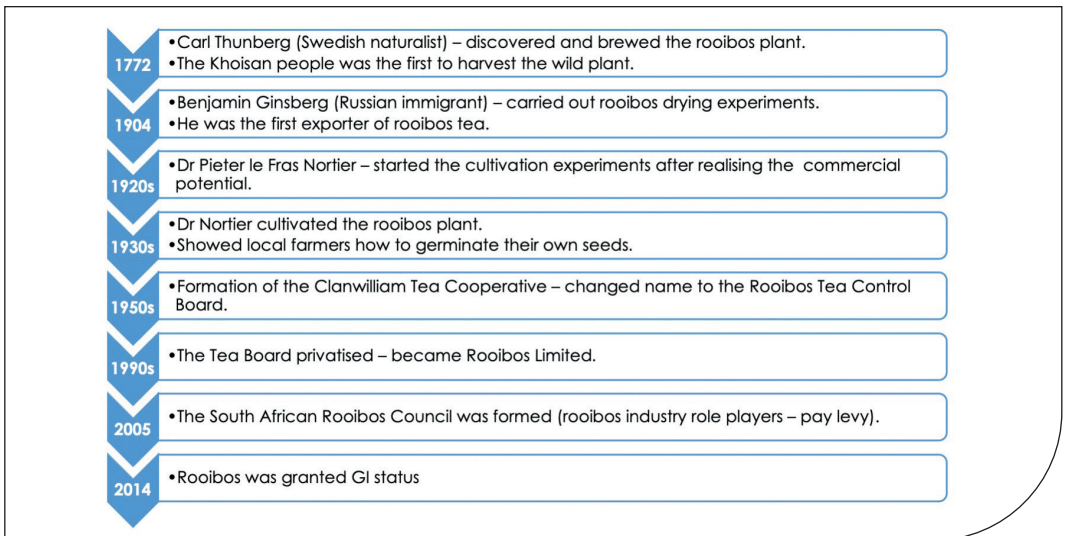 1772
•Carl Thunberg (Swedish naturalist) – discovered and brewed the rooibos plant.
•The Khoisan people was the first to harvest the wild plant.
1904
•Benjamin Ginsberg (Russian immigrant) – carried out rooibos drying experiments.
•He was the first exporter of rooibos tea.
1920s
•Dr Pieter le Fras Nortier – started the cultivation experiments after realising the commercial
potential.
1930s
•Dr Nortier cultivated the rooibos plant.
•Showed local farmers how to germinate their own seeds.
1950s
•Formation of the Clanwilliam Tea Cooperative – changed name to the Rooibos Tea Control
Board.
1990s
•The Tea Board privatised – became Rooibos Limited.
2005
•The South African Rooibos Council was formed (rooibos industry role players – pay levy).
2014
•Rooibos was granted GI status